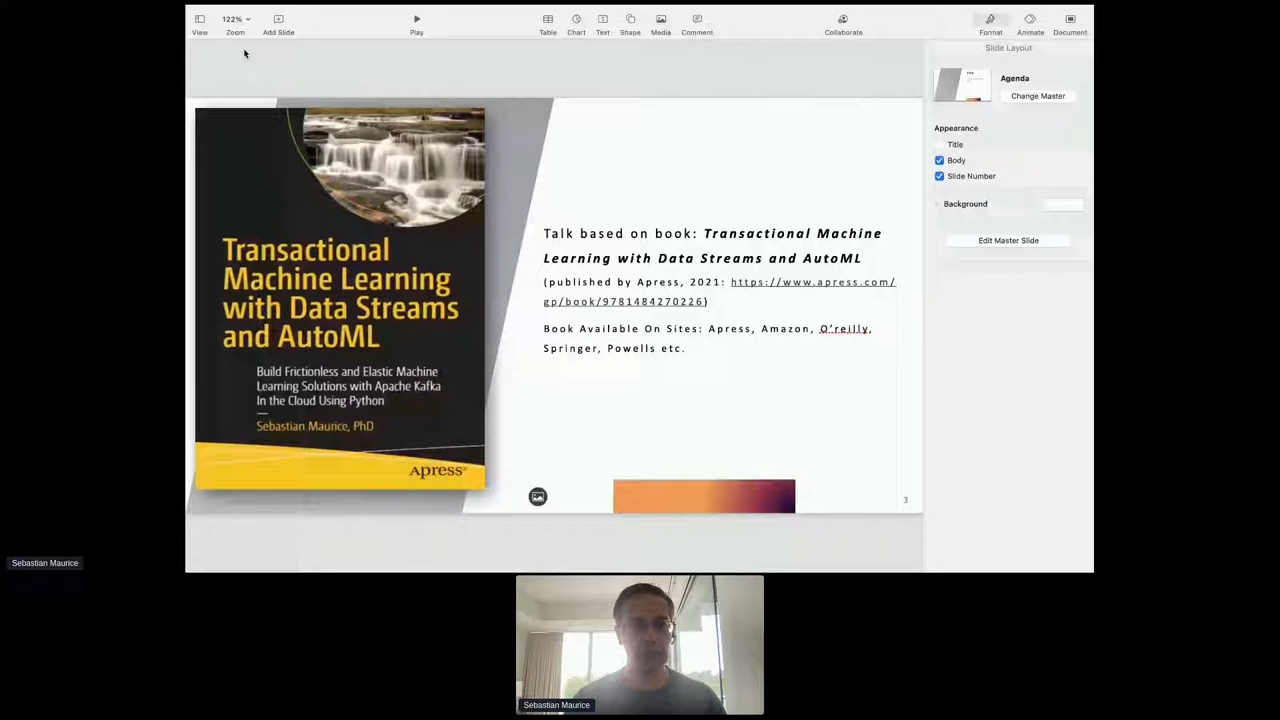 122%
View
Zoom
Add Slide
Play
Table
Chart
Text
Shape
Media
Comment
Collaborate
Format
Animate
Document
Slide Layout
Agenda
Change Master
Appearance
Title
Body
Slide Number
Background
Edit Master Slide
Transactional
Machine Learning
with Data Streams
and AutoML
Build Frictionless and Elastic Machine
Learning Solutions with Apache Kafka
In the Cloud Using Python
—
Sebastian Maurice, PhD
Apress®
Talk based on book: Transactional Machine
Learning with Data Streams and AutoML
(published by Apress, 2021: https://www.apress.com/
gp/book/9781484270226)
Book Available On Sites: Apress, Amazon, O'reilly,
Springer, Powells etc.
3
Sebastian Maurice
Sebastian Maurice